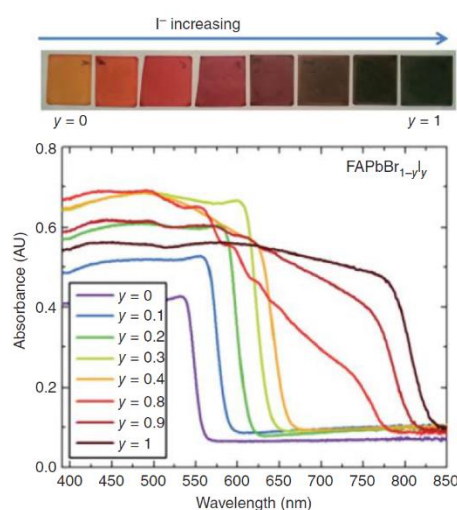 I⁻ increasing
y = 0 y = 1
0.8
FAPbBr₁₋yIy
0.6
0.4
0.2
0.0
Absorbance (AU)
y = 0
y = 0.1
y = 0.2
y = 0.3
y = 0.4
y = 0.8
y = 0.9
y = 1
400 450 500 550 600 650 700 750 800 850
Wavelength (nm)